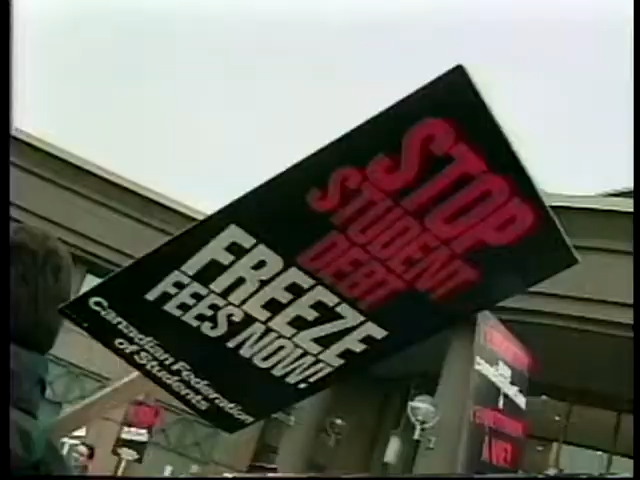 STOP
STUDENT
DEBT
FREEZE
FEES NOW!
Canadian Federation
of Students